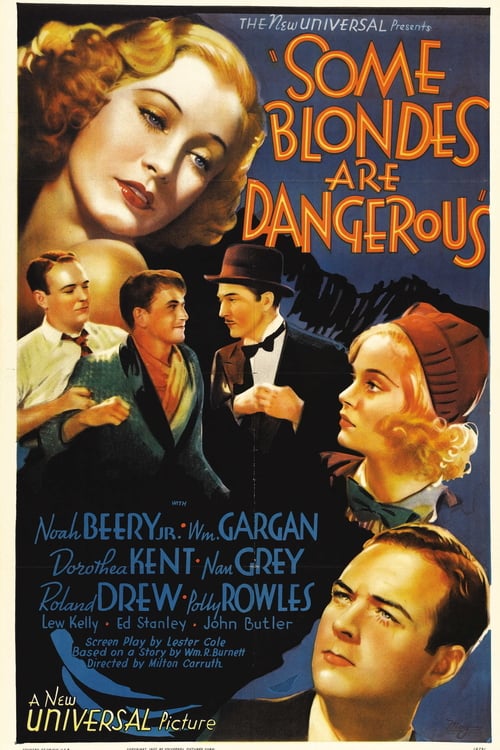 THE New UNIVERSAL Presents
"SOME
BLONDES
ARE
DANGEROUS"
WITH
Noah BEERY JR. · Wm. GARGAN
Dorothea KENT · Nan GREY
Roland DREW · Polly ROWLES
Lew Kelly · Ed Stanley · John Butler
Screen Play by Lester Cole
Based on a Story by Wm. R. Burnett
Directed by Milton Carruth
A New
UNIVERSAL Picture